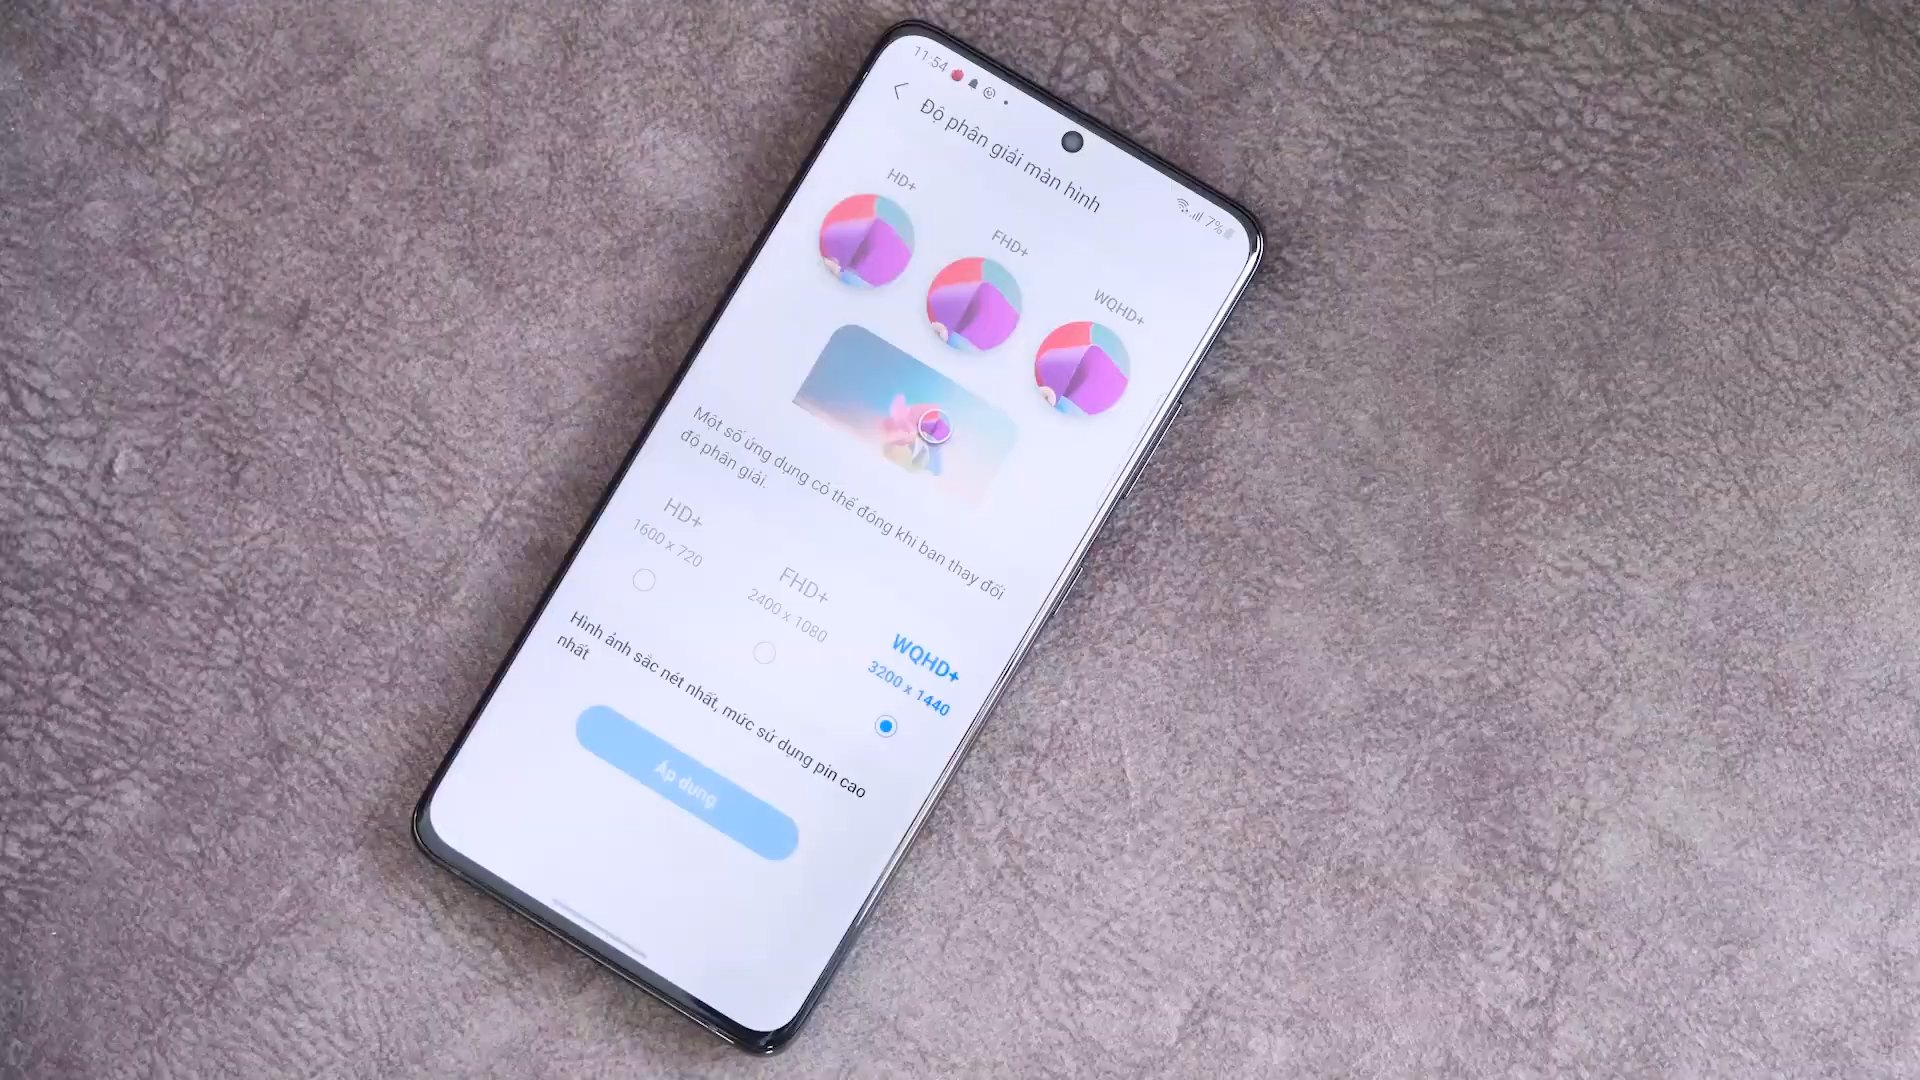 11:54
7%
Độ phân giải màn hình
HD+
FHD+
WQHD+
Một số ứng dụng có thể đóng khi bạn thay đổi
độ phân giải.
HD+
1600 x 720
FHD+
2400 x 1080
WQHD+
3200 x 1440
Hình ảnh sắc nét nhất, mức sử dụng pin cao
nhất
Áp dụng